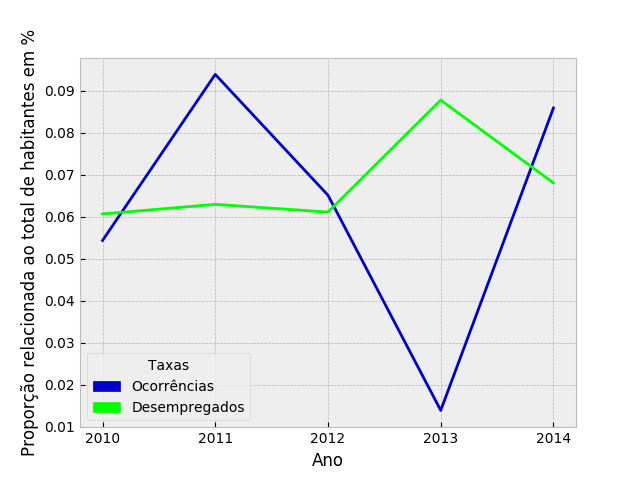 Proporção relacionada ao total de habitantes em %
0.09
0.08
0.07
0.06
0.05
0.04
0.03
0.02
0.01
Taxas
Ocorrências
Desempregados
2010 2011 2012 2013 2014
Ano